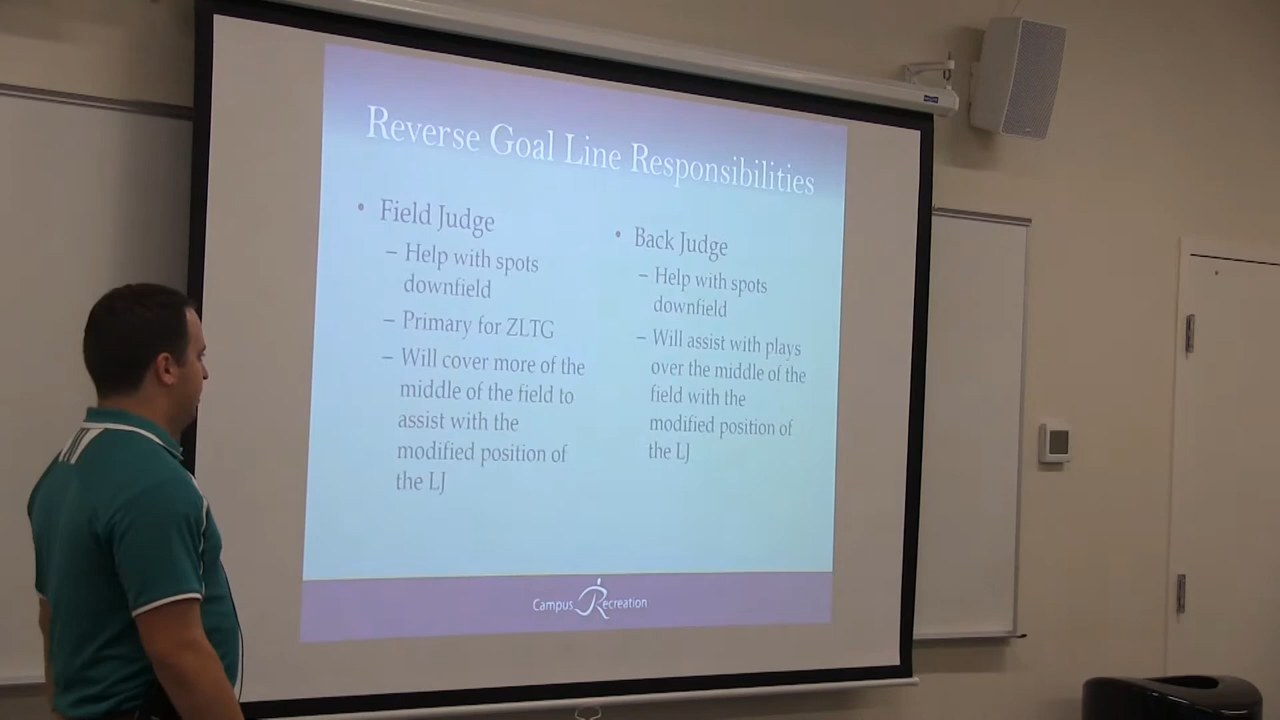 Reverse Goal Line Responsibilities
• Field Judge
– Help with spots
downfield
– Primary for ZLTG
– Will cover more of the
middle of the field to
assist with the
modified position of
the LJ
• Back Judge
– Help with spots
downfield
– Will assist with plays
over the middle of the
field with the
modified position of
the LJ
Campus Recreation